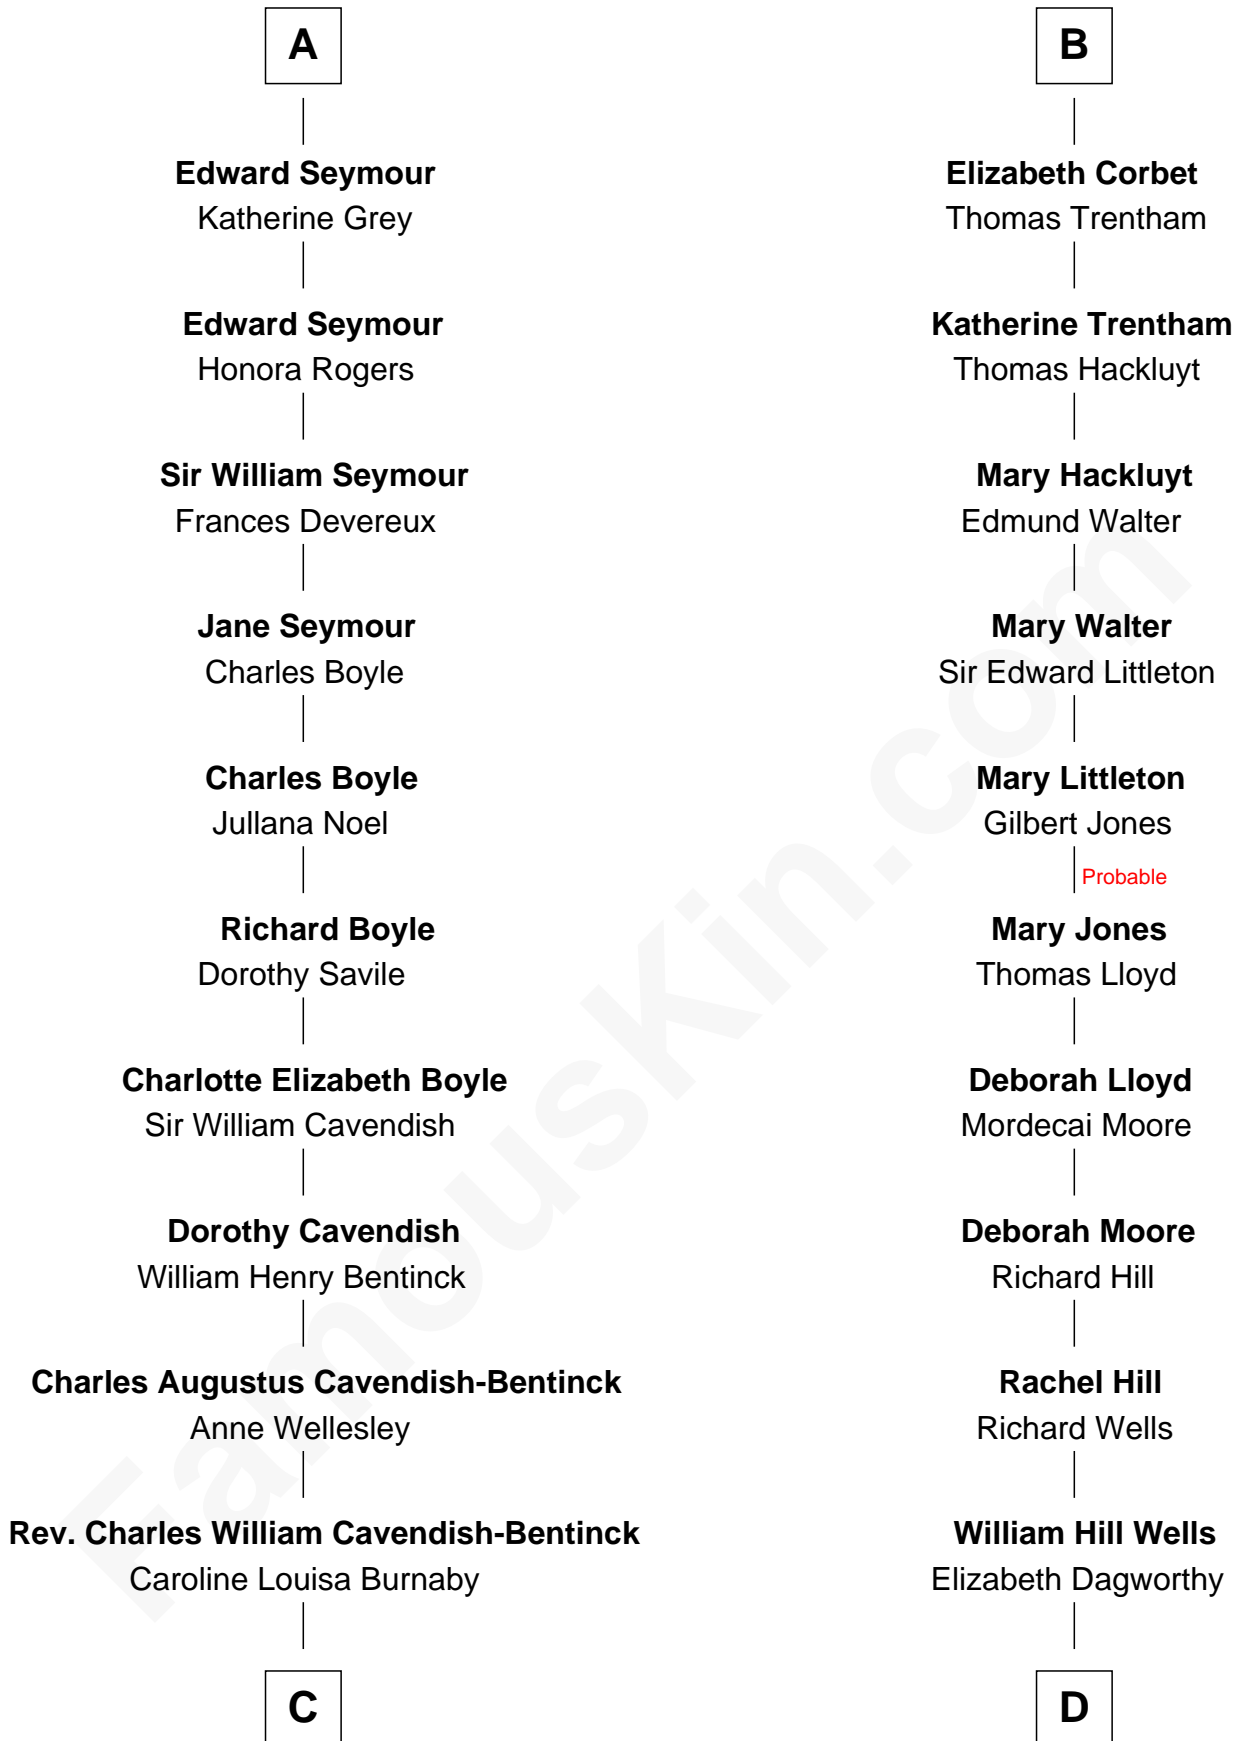 A
Edward Seymour
Katherine Grey
Edward Seymour
Honora Rogers
Sir William Seymour
Frances Devereux
Jane Seymour
Charles Boyle
Charles Boyle
Jullana Noel
Richard Boyle
Dorothy Savile
Charlotte Elizabeth Boyle
Sir William Cavendish
Dorothy Cavendish
William Henry Bentinck
Charles Augustus Cavendish-Bentinck
Anne Wellesley
Rev. Charles William Cavendish-Bentinck
Caroline Louisa Burnaby
C
B
Elizabeth Corbet
Thomas Trentham
Katherine Trentham
Thomas Hackluyt
Mary Hackluyt
Edmund Walter
Mary Walter
Sir Edward Littleton
Mary Littleton
Gilbert Jones
Probable
Mary Jones
Thomas Lloyd
Deborah Lloyd
Mordecai Moore
Deborah Moore
Richard Hill
Rachel Hill
Richard Wells
William Hill Wells
Elizabeth Dagworthy
D
FamousKin.com